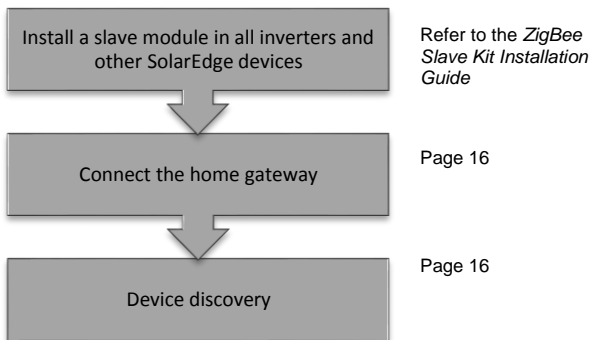 Install a slave module in all inverters and
other SolarEdge devices
Refer to the ZigBee
Slave Kit Installation
Guide
Connect the home gateway
Page 16
Device discovery
Page 16